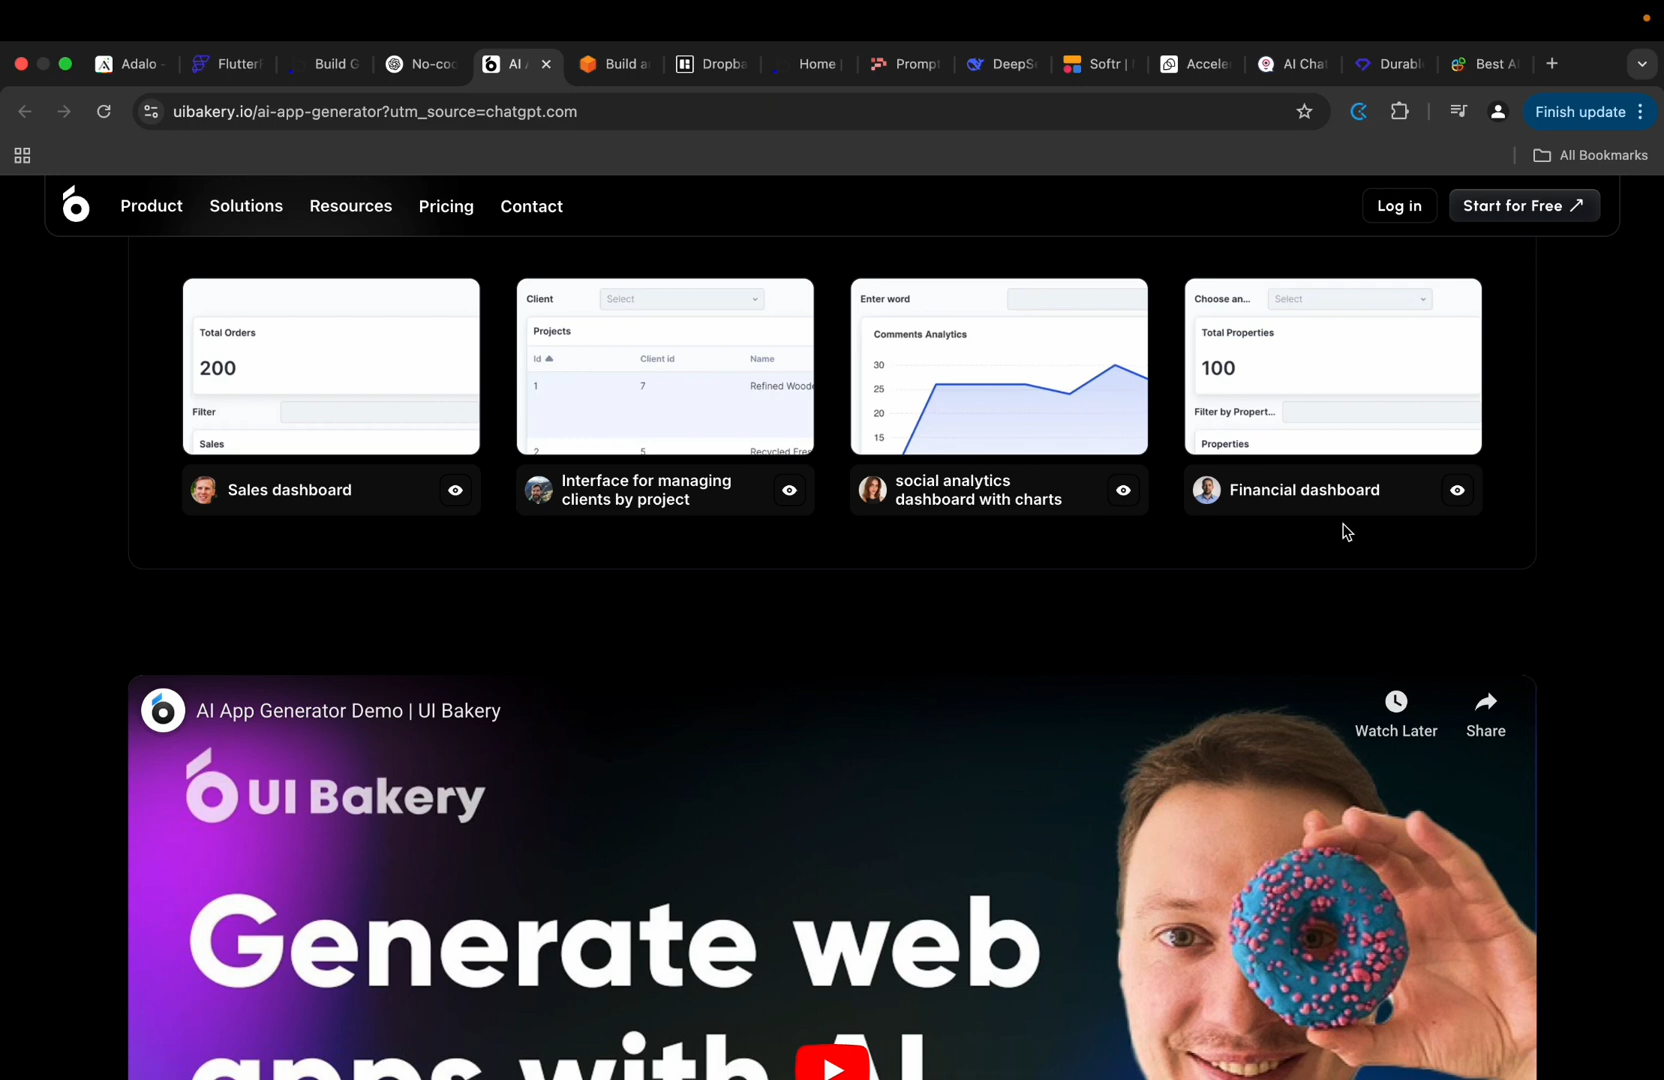 Adalo
Flutter
Build G
No-co
AI
Build a
Dropba
Home
Prompt
DeepS
Softr |
Accele
AI Chat
Durabl
Best A
uibakery.io/ai-app-generator?utm_source=chatgpt.com
Finish update
All Bookmarks
Product
Solutions
Resources
Pricing
Contact
Log in
Start for Free
Total Orders
200
Filter
Sales
Sales dashboard
Client
Select
Projects
Id
Client id
Name
1
7
Refined Woode
2
5
Recycled Fres
Interface for managing
clients by project
Enter word
Comments Analytics
30
25
20
15
social analytics
dashboard with charts
Choose an...
Select
Total Properties
100
Filter by Propert...
Properties
Financial dashboard
AI App Generator Demo | UI Bakery
Watch Later
Share
UI Bakery
Generate web
apps with AI